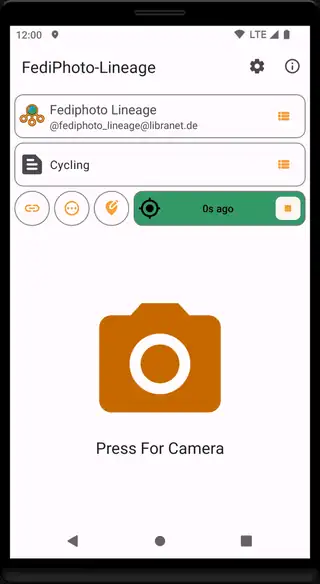 12:00
LTE
FediPhoto-Lineage
Fediphoto Lineage
@fediphoto_lineage@libranet.de
Cycling
0s ago
Press For Camera